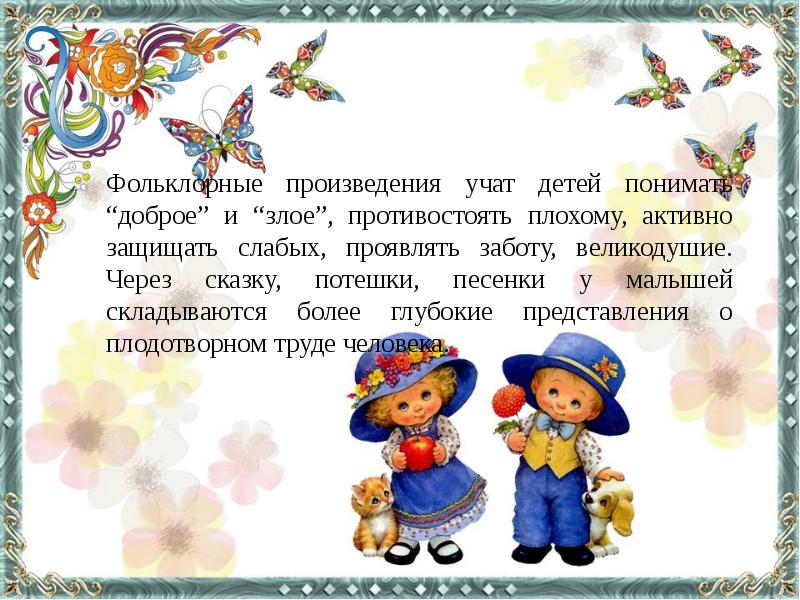 Фольклорные произведения учат детей понимать
“доброе” и “злое”, противостоять плохому, активно
защищать слабых, проявлять заботу, великодушие.
Через сказку, потешки, песенки у малышей
складываются более глубокие представления о
плодотворном труде человека.